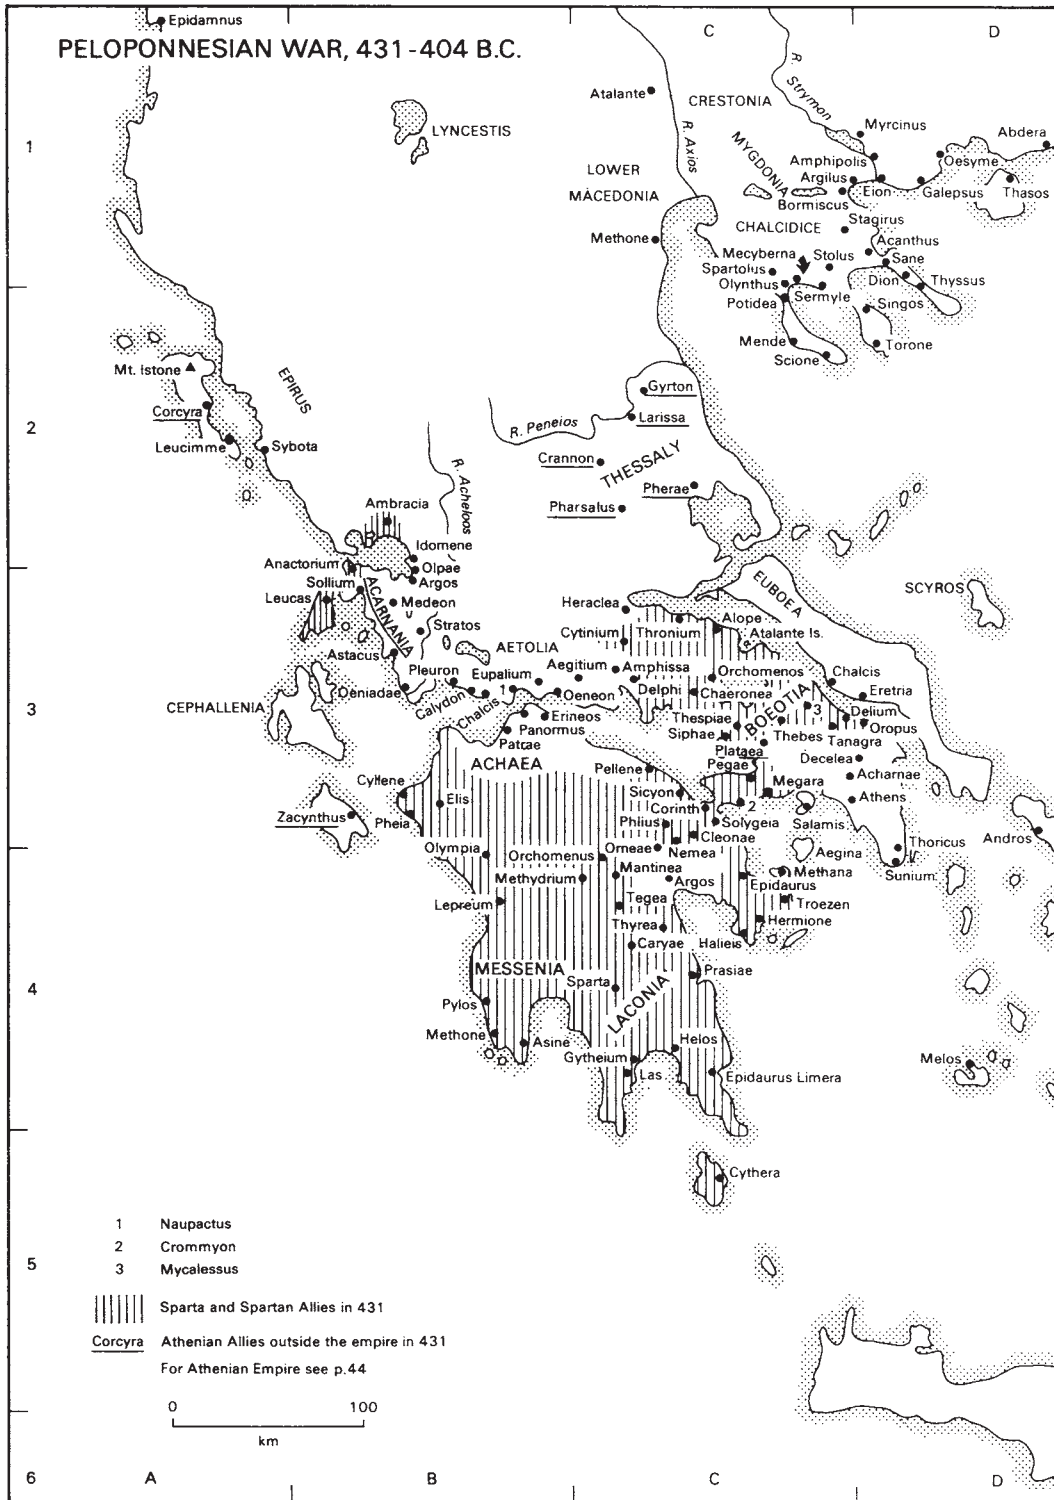 Epidamnus
C
D
PELOPONNESIAN WAR, 431-404 B.C.
R. Strymon
Atalante
CRESTONIA
LYNCESTIS
R. Axios
Myrcinus
Abdera
1
MYGDONIA
Amphipolis
Oesyme
LOWER
MACEDONIA
Argilus
Eion
Galepsus
Thasos
Bormiscus
Stagirus
CHALCIDICE
Methone
Acanthus
Mecyberna
Stolus
Sane
Spartolus
Olynthus
Dion
Thyssus
Potidea
Sermyle
Singos
Mende
Torone
Scione
Mt. Istone
EPIRUS
Gyrton
Corcyra
Larissa
2
R. Peneios
Leucimme
Sybota
Crannon
THESSALY
R. Acheloos
Pherae
Ambracia
Pharsalus
Idomene
Anactorium
Olpae
Argos
Sollium
EUBOEA
SCYROS
Leucas
ACARNANIA
Medeon
Heraclea
Alope
Stratos
Cytinium
Thronium
Atalante Is.
AETOLIA
Astacus
Pleuron
Eupalium
Aegitium
Amphissa
Orchomenos
Chalcis
Deniadae
Calydon
Chalcis
1
Oeneon
Delphi
Chaeronea
BOEOTIA
Eretria
3
CEPHALLENIA
3
Erineos
Thespiae
Delium
Panormus
Siphae
Thebes
Oropus
Patrae
Plataea
Tanagra
ACHAEA
Pegae
Decelea
Pellene
Acharnae
Cyllene
Sicyon
Megara
Elis
Corinth
2
Athens
Zacynthus
Pheia
Phlius
Solygeia
Salamis
Andros
Cleonae
Olympia
Orneae
Nemea
Aegina
Thoricus
Orchomenus
Mantinea
Methana
Sunium
Methydrium
Argos
Epidaurus
Lepreum
Tegea
Troezen
Thyrea
Hermione
Caryae
Halieis
MESSENIA
Prasiae
4
Sparta
LACONIA
Pylos
Methone
Asine
Helos
Gytheium
Melos
Las
Epidaurus Limera
Cythera
1 Naupactus
2 Crommyon
5
3 Mycalessus
Sparta and Spartan Allies in 431
Corcyra Athenian Allies outside the empire in 431
For Athenian Empire see p.44
0 100
km
6
A
B
C
D